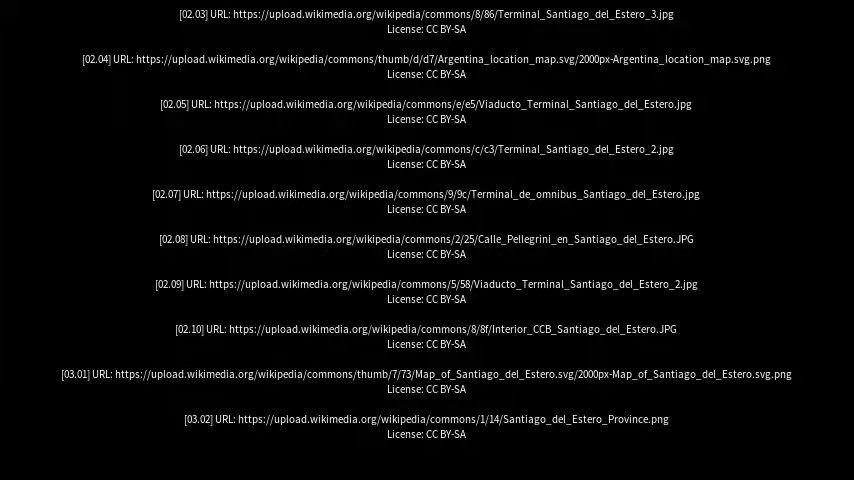 [02.03] URL: https://upload.wikimedia.org/wikipedia/commons/8/86/Terminal_Santiago_del_Estero_3.jpg
License: CC BY-SA
[02.04] URL: https://upload.wikimedia.org/wikipedia/commons/thumb/d/d7/Argentina_location_map.svg/2000px-Argentina_location_map.svg.png
License: CC BY-SA
[02.05] URL: https://upload.wikimedia.org/wikipedia/commons/e/e5/Viaducto_Terminal_Santiago_del_Estero.jpg
License: CC BY-SA
[02.06] URL: https://upload.wikimedia.org/wikipedia/commons/c/c3/Terminal_Santiago_del_Estero_2.jpg
License: CC BY-SA
[02.07] URL: https://upload.wikimedia.org/wikipedia/commons/9/9c/Terminal_de_omnibus_Santiago_del_Estero.jpg
License: CC BY-SA
[02.08] URL: https://upload.wikimedia.org/wikipedia/commons/2/25/Calle_Pellegrini_en_Santiago_del_Estero.JPG
License: CC BY-SA
[02.09] URL: https://upload.wikimedia.org/wikipedia/commons/5/58/Viaducto_Terminal_Santiago_del_Estero_2.jpg
License: CC BY-SA
[02.10] URL: https://upload.wikimedia.org/wikipedia/commons/8/8f/Interior_CCB_Santiago_del_Estero.JPG
License: CC BY-SA
[03.01] URL: https://upload.wikimedia.org/wikipedia/commons/thumb/7/73/Map_of_Santiago_del_Estero.svg/2000px-Map_of_Santiago_del_Estero.svg.png
License: CC BY-SA
[03.02] URL: https://upload.wikimedia.org/wikipedia/commons/1/14/Santiago_del_Estero_Province.png
License: CC BY-SA